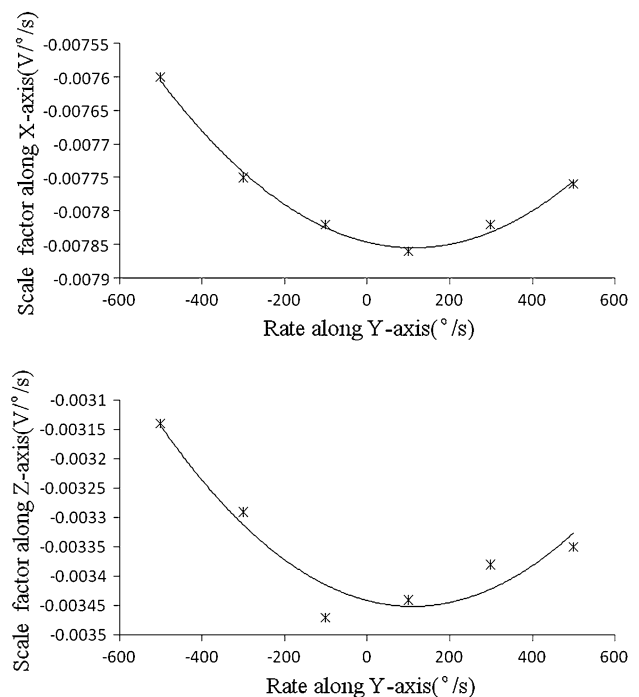 Scale factor along X-axis(V/°/s)
-0.00755
-0.0076
-0.00765
-0.0077
-0.00775
-0.0078
-0.00785
-0.0079
-600 -400 -200 0 200 400 600
Rate along Y-axis(°/s)
Scale factor along Z-axis(V/°/s)
-0.0031
-0.00315
-0.0032
-0.00325
-0.0033
-0.00335
-0.0034
-0.00345
-0.0035
-600 -400 -200 0 200 400 600
Rate along Y-axis(°/s)